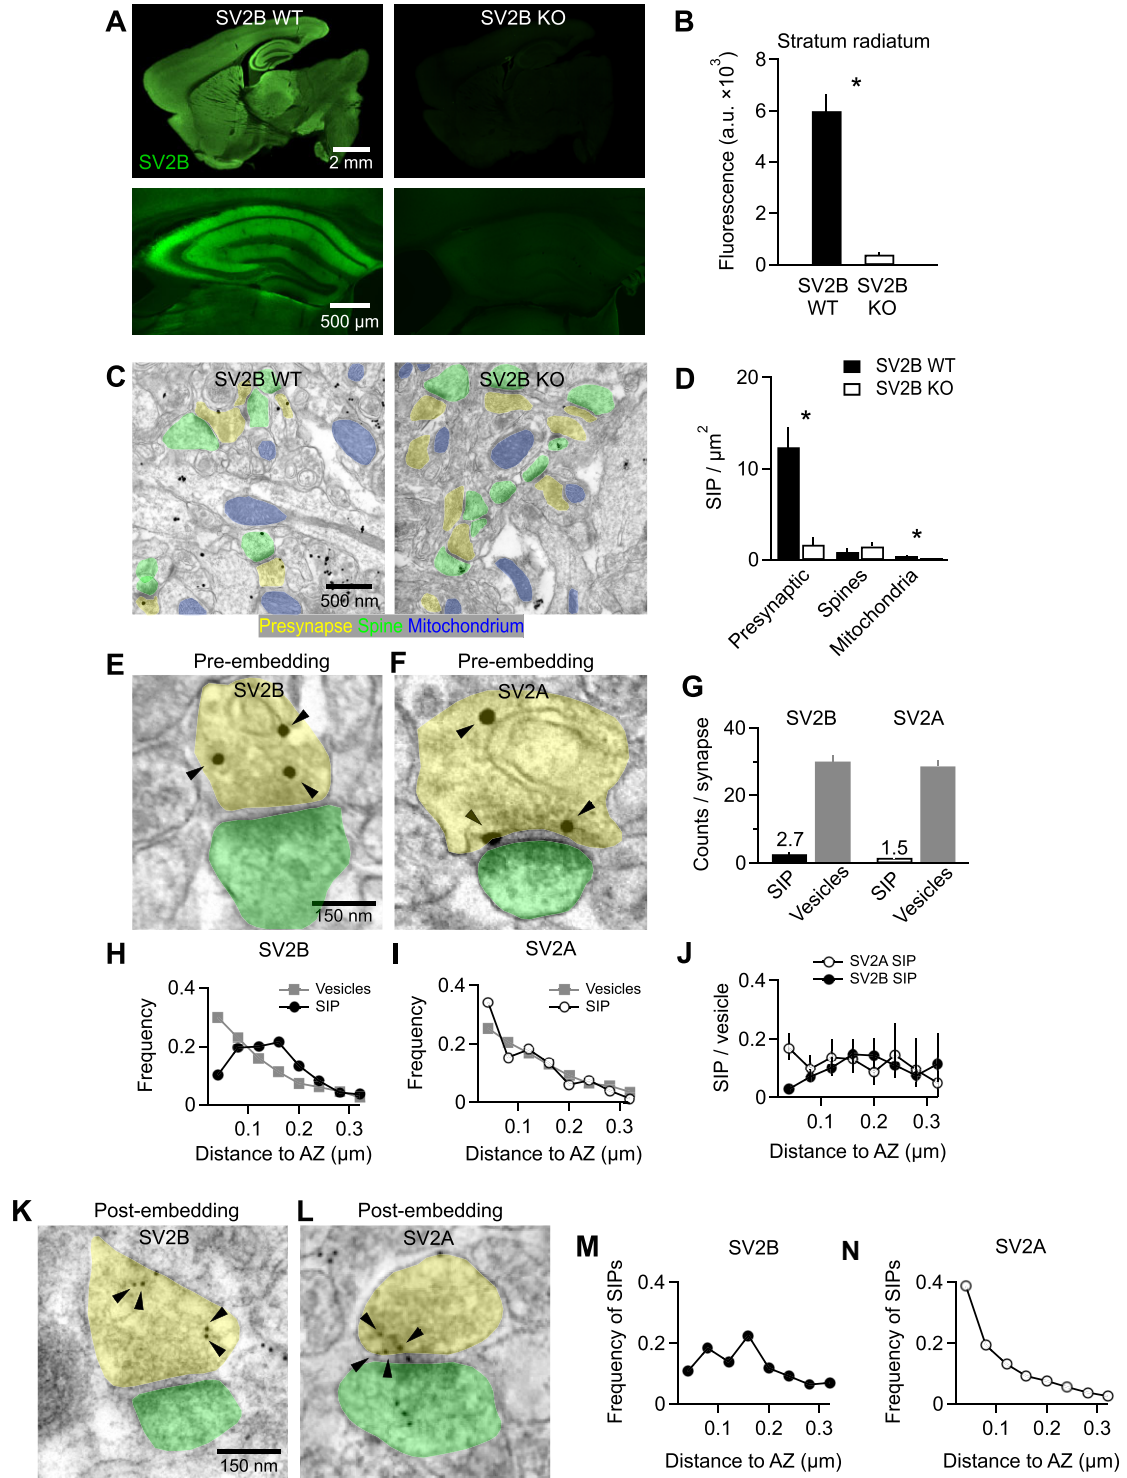 A
SV2B WT
SV2B KO
SV2B
2 mm
500 µm
B
Stratum radiatum
Fluorescence (a.u. ×10³)
8
6
4
2
0
SV2B SV2B
WT KO
C
SV2B WT
SV2B KO
500 nm
Presynapse Spine Mitochondrium
D
SV2B WT
SV2B KO
SIP / µm²
20
10
0
*
*
*
Presynaptic
Spines
Mitochondria
E
Pre-embedding
SV2B
150 nm
F
Pre-embedding
SV2A
G
SV2B SV2A
Counts / synapse
40
20
0
2.7
1.5
SIP
Vesicles
SIP
Vesicles
H
SV2B
Vesicles
SIP
Frequency
0.4
0.2
0
0.1 0.2 0.3
Distance to AZ (µm)
I
SV2A
Vesicles
SIP
Frequency
0.4
0.2
0
0.1 0.2 0.3
Distance to AZ (µm)
J
SV2A SIP
SV2B SIP
SIP / vesicle
0.4
0.2
0
0.1 0.2 0.3
Distance to AZ (µm)
K
Post-embedding
SV2B
150 nm
L
Post-embedding
SV2A
M
SV2B
Frequency of SIPs
0.4
0.2
0
0.1 0.2 0.3
Distance to AZ (µm)
N
SV2A
Frequency of SIPs
0.4
0.2
0
0.1 0.2 0.3
Distance to AZ (µm)